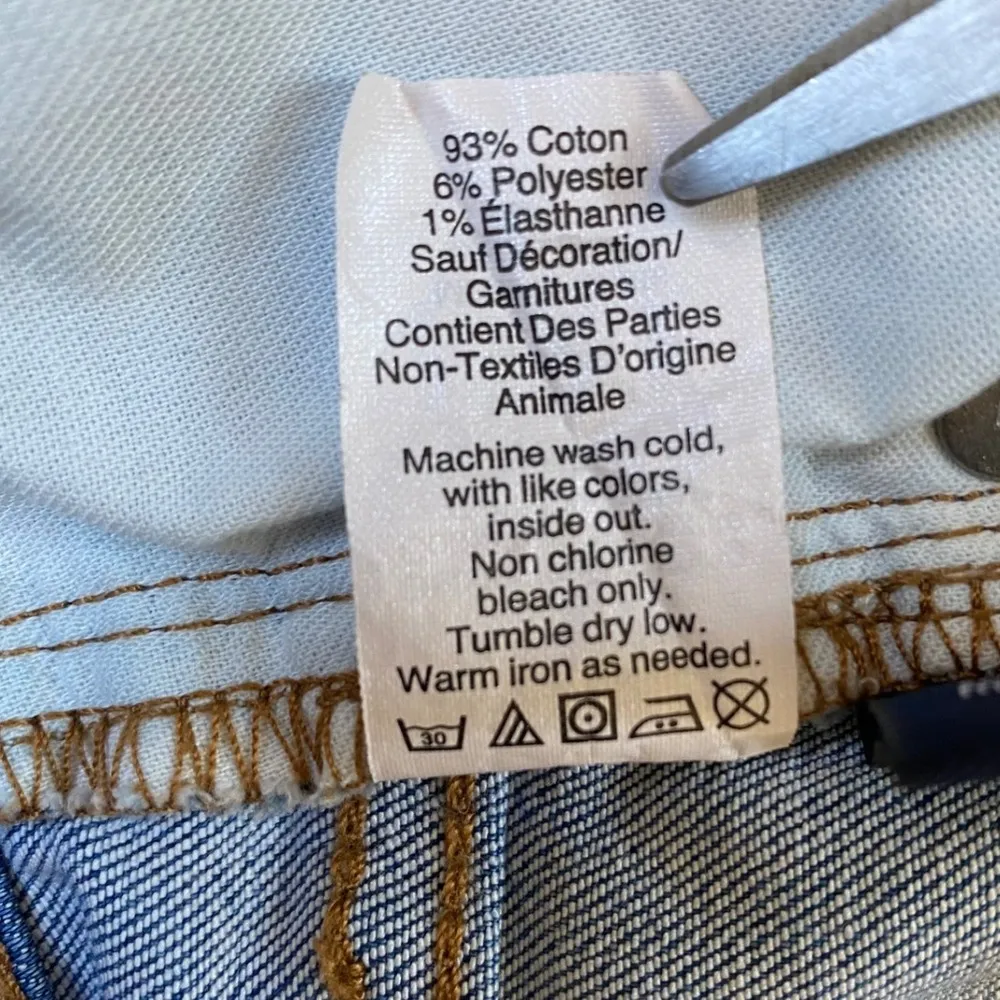 93% Coton
6% Polyester
1% Élasthanne
Sauf Décoration/
Garnitures
Contient Des Parties
Non-Textiles D'origine
Animale
Machine wash cold,
with like colors,
inside out.
Non chlorine
bleach only.
Tumble dry low.
Warm iron as needed.
30